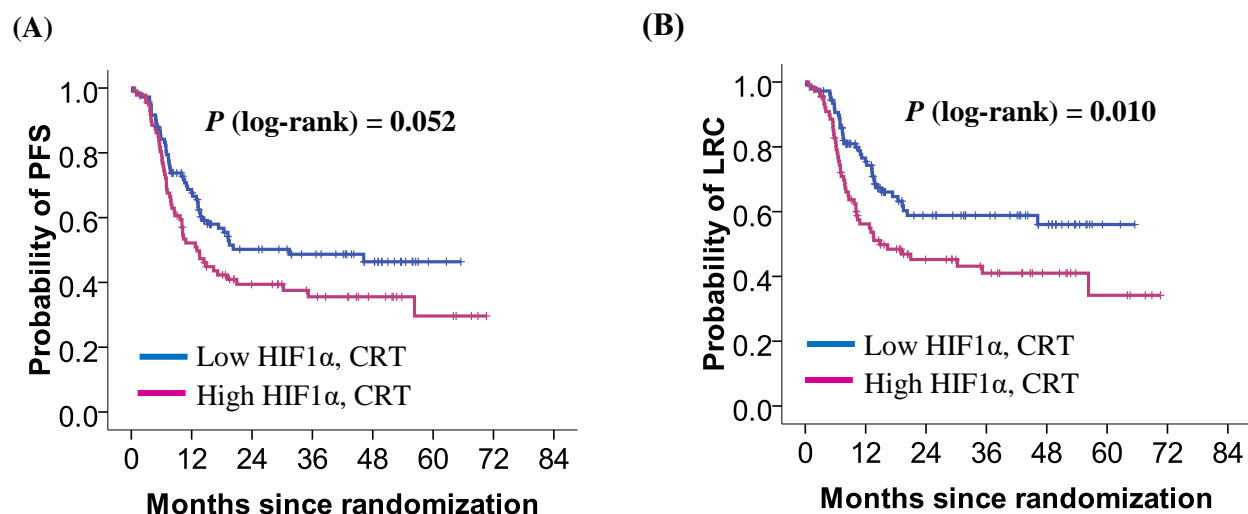 (A)
P (log-rank) = 0.052
Probability of PFS
1.0
0.8
0.6
0.4
0.2
0.0
Low HIF1α, CRT
High HIF1α, CRT
0 12 24 36 48 60 72 84
Months since randomization
(B)
P (log-rank) = 0.010
Probability of LRC
1.0
0.8
0.6
0.4
0.2
0.0
Low HIF1α, CRT
High HIF1α, CRT
0 12 24 36 48 60 72 84
Months since randomization